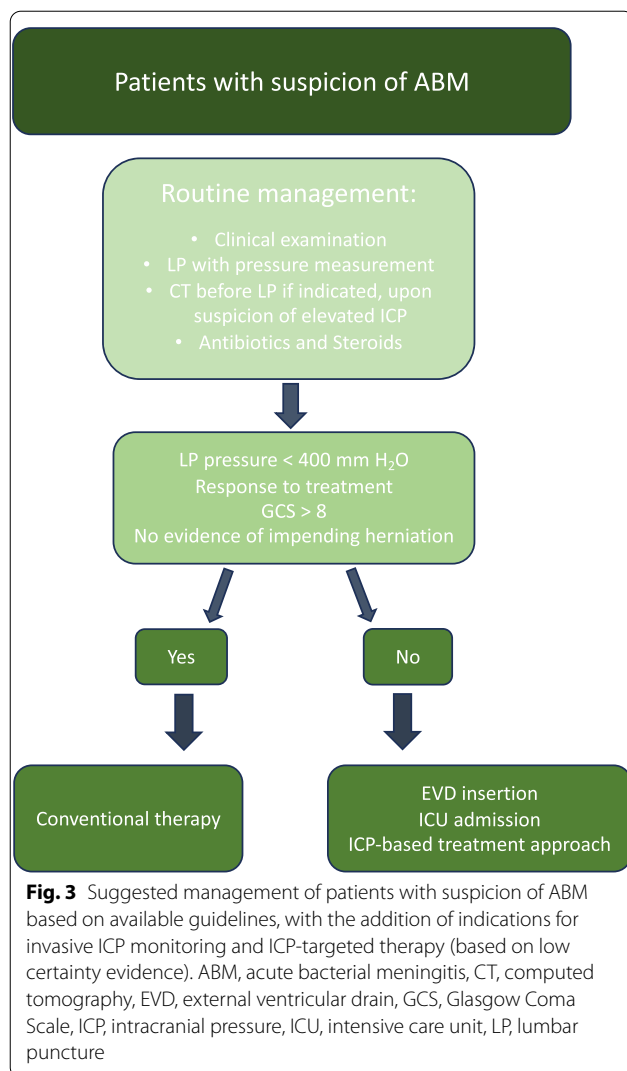 Patients with suspicion of ABM
Routine management:
• Clinical examination
• LP with pressure measurement
• CT before LP if indicated, upon
suspicion of elevated ICP
• Antibiotics and Steroids
LP pressure < 400 mm H₂O
Response to treatment
GCS > 8
No evidence of impending herniation
Yes
No
Conventional therapy
EVD insertion
ICU admission
ICP-based treatment approach
Fig. 3 Suggested management of patients with suspicion of ABM
based on available guidelines, with the addition of indications for
invasive ICP monitoring and ICP-targeted therapy (based on low
certainty evidence). ABM, acute bacterial meningitis, CT, computed
tomography, EVD, external ventricular drain, GCS, Glasgow Coma
Scale, ICP, intracranial pressure, ICU, intensive care unit, LP, lumbar
puncture